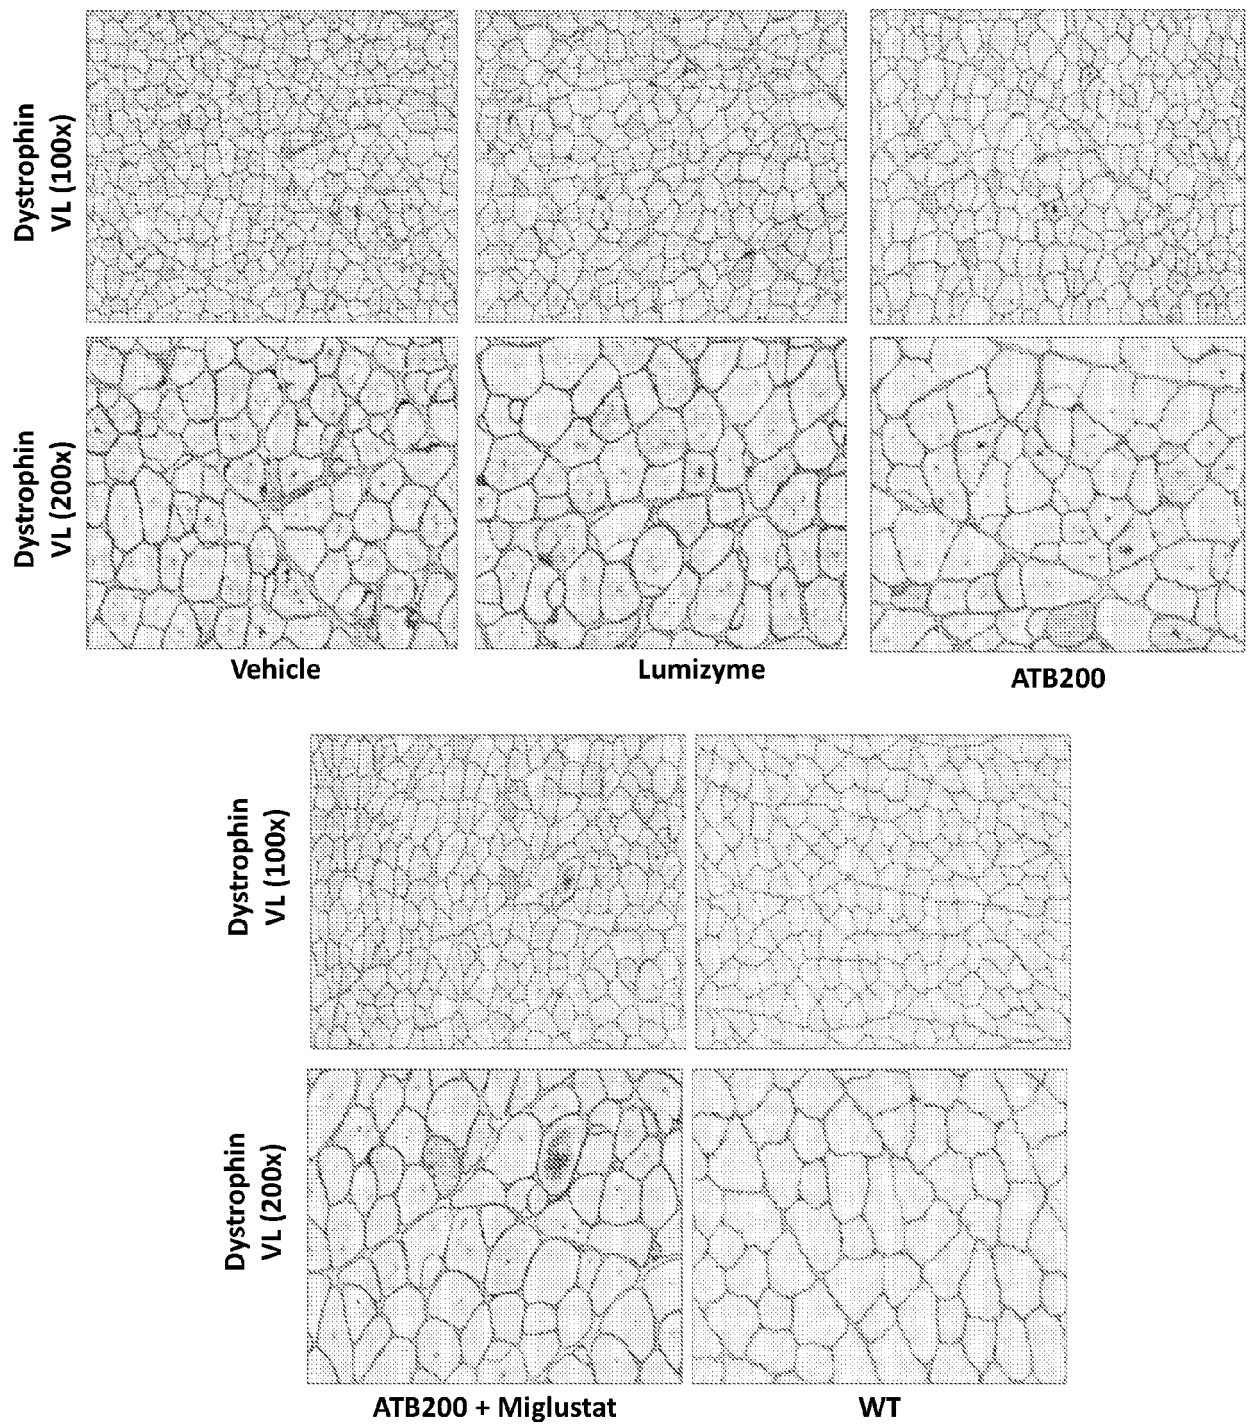 Dystrophin
VL (100x)
Dystrophin
VL (200x)
Vehicle
Lumizyme
ATB200
Dystrophin
VL (100x)
Dystrophin
VL (200x)
ATB200 + Miglustat
WT